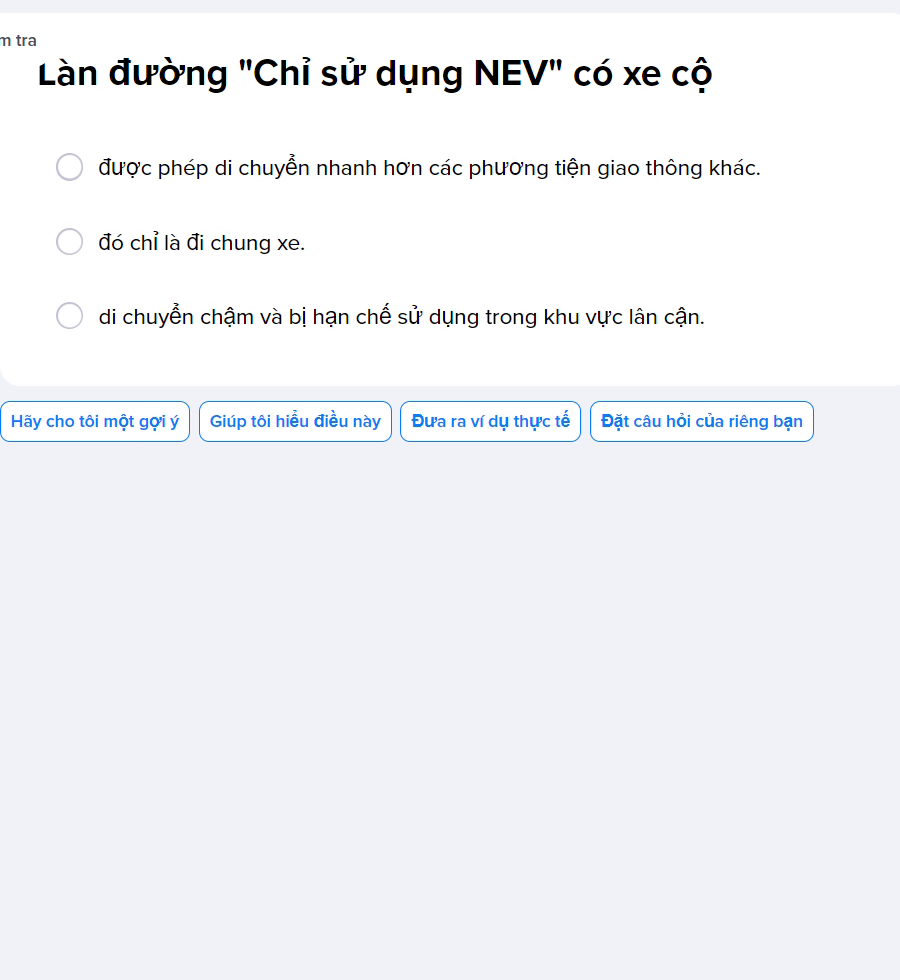 m tra
Làn đường "Chỉ sử dụng NEV" có xe cộ
được phép di chuyển nhanh hơn các phương tiện giao thông khác.
đó chỉ là đi chung xe.
di chuyển chậm và bị hạn chế sử dụng trong khu vực lân cận.
Hãy cho tôi một gợi ý
Giúp tôi hiểu điều này
Đưa ra ví dụ thực tế
Đặt câu hỏi của riêng bạn